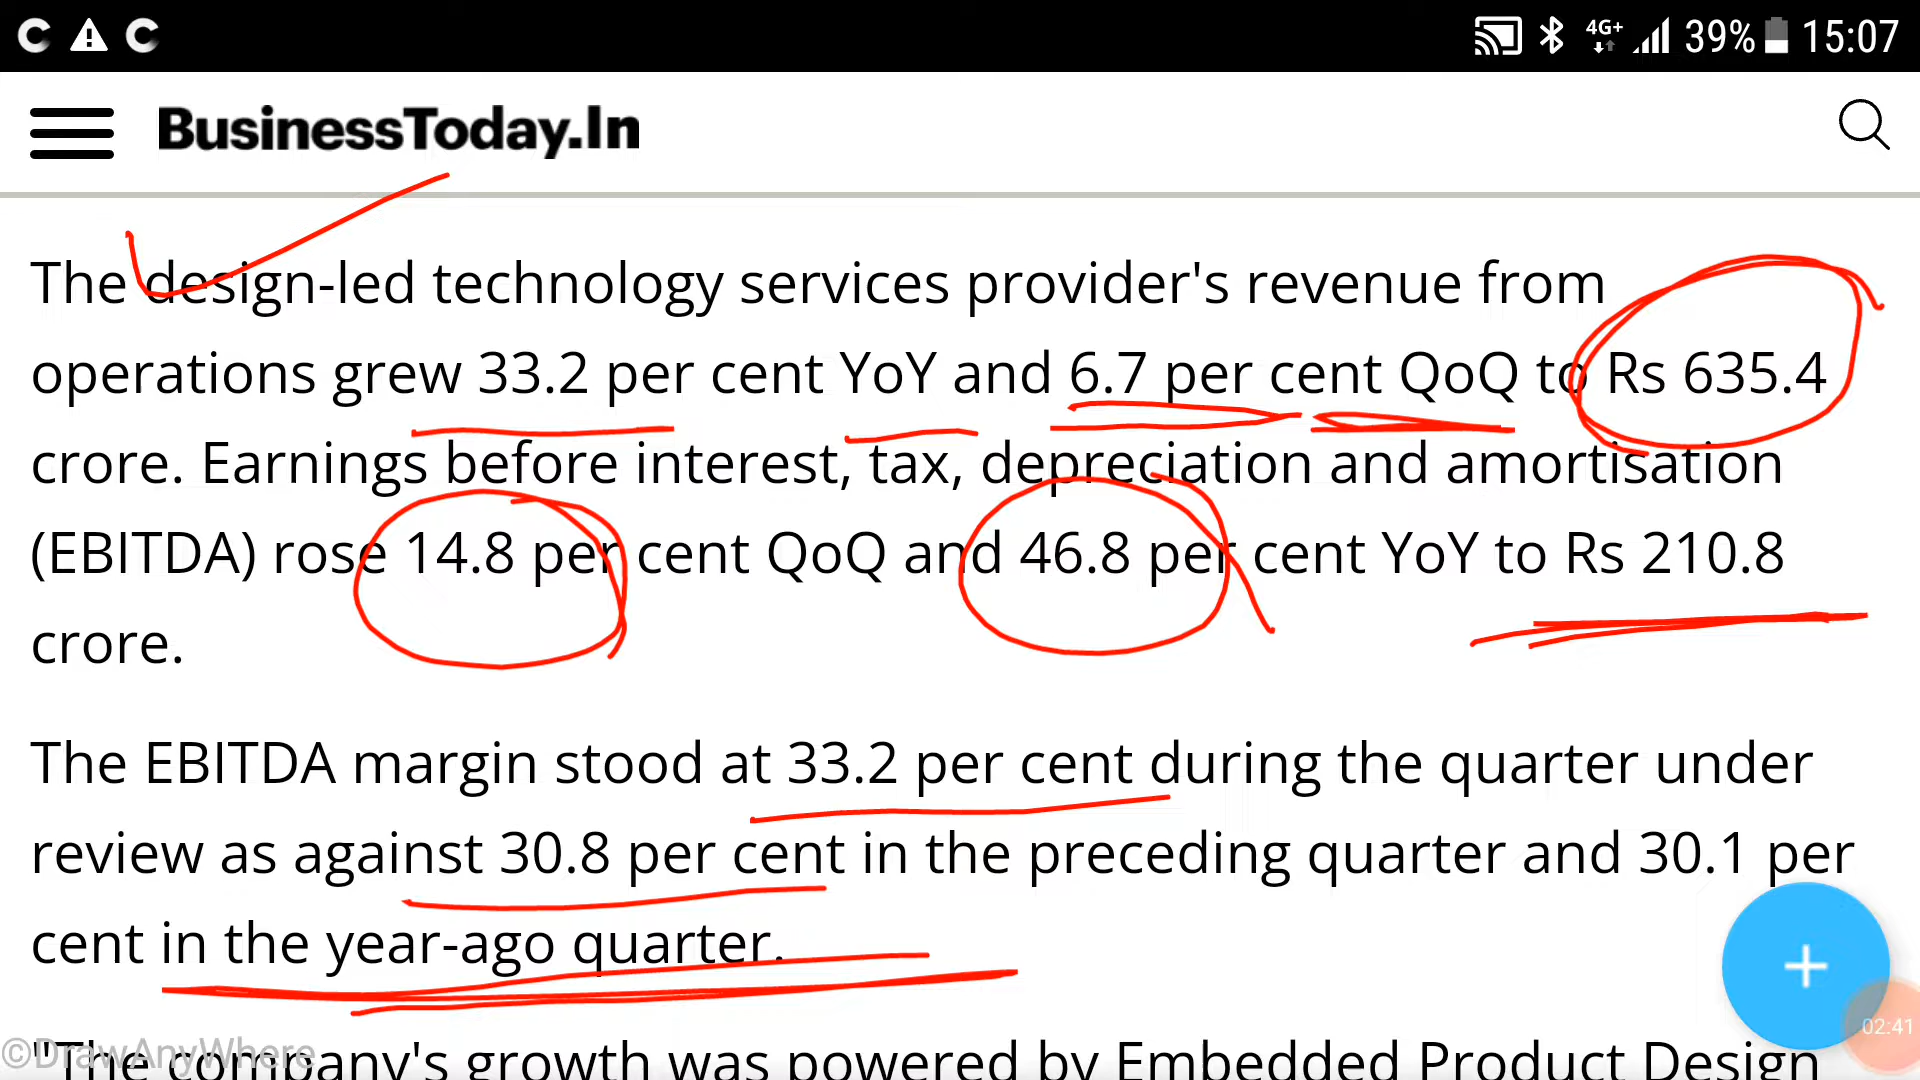 4G+ 39% 15:07
BusinessToday.In
The design-led technology services provider's revenue from
operations grew 33.2 per cent YoY and 6.7 per cent QoQ to Rs 635.4
crore. Earnings before interest, tax, depreciation and amortisation
(EBITDA) rose 14.8 per cent QoQ and 46.8 per cent YoY to Rs 210.8
crore.
The EBITDA margin stood at 33.2 per cent during the quarter under
review as against 30.8 per cent in the preceding quarter and 30.1 per
cent in the year-ago quarter.
02:41
©DrawAnyWhere
"The company's growth was powered by Embedded Product Design